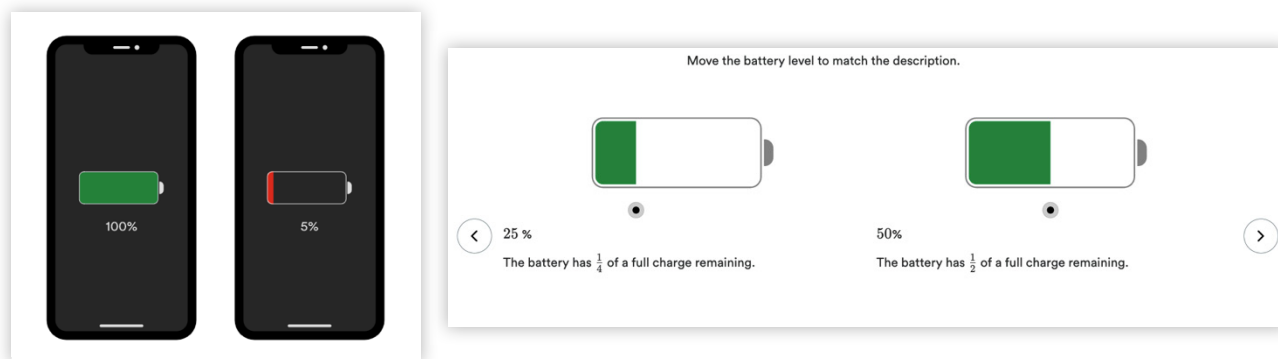 100%
5%
Move the battery level to match the description.
25 %
The battery has 1/4 of a full charge remaining.
50%
The battery has 1/2 of a full charge remaining.